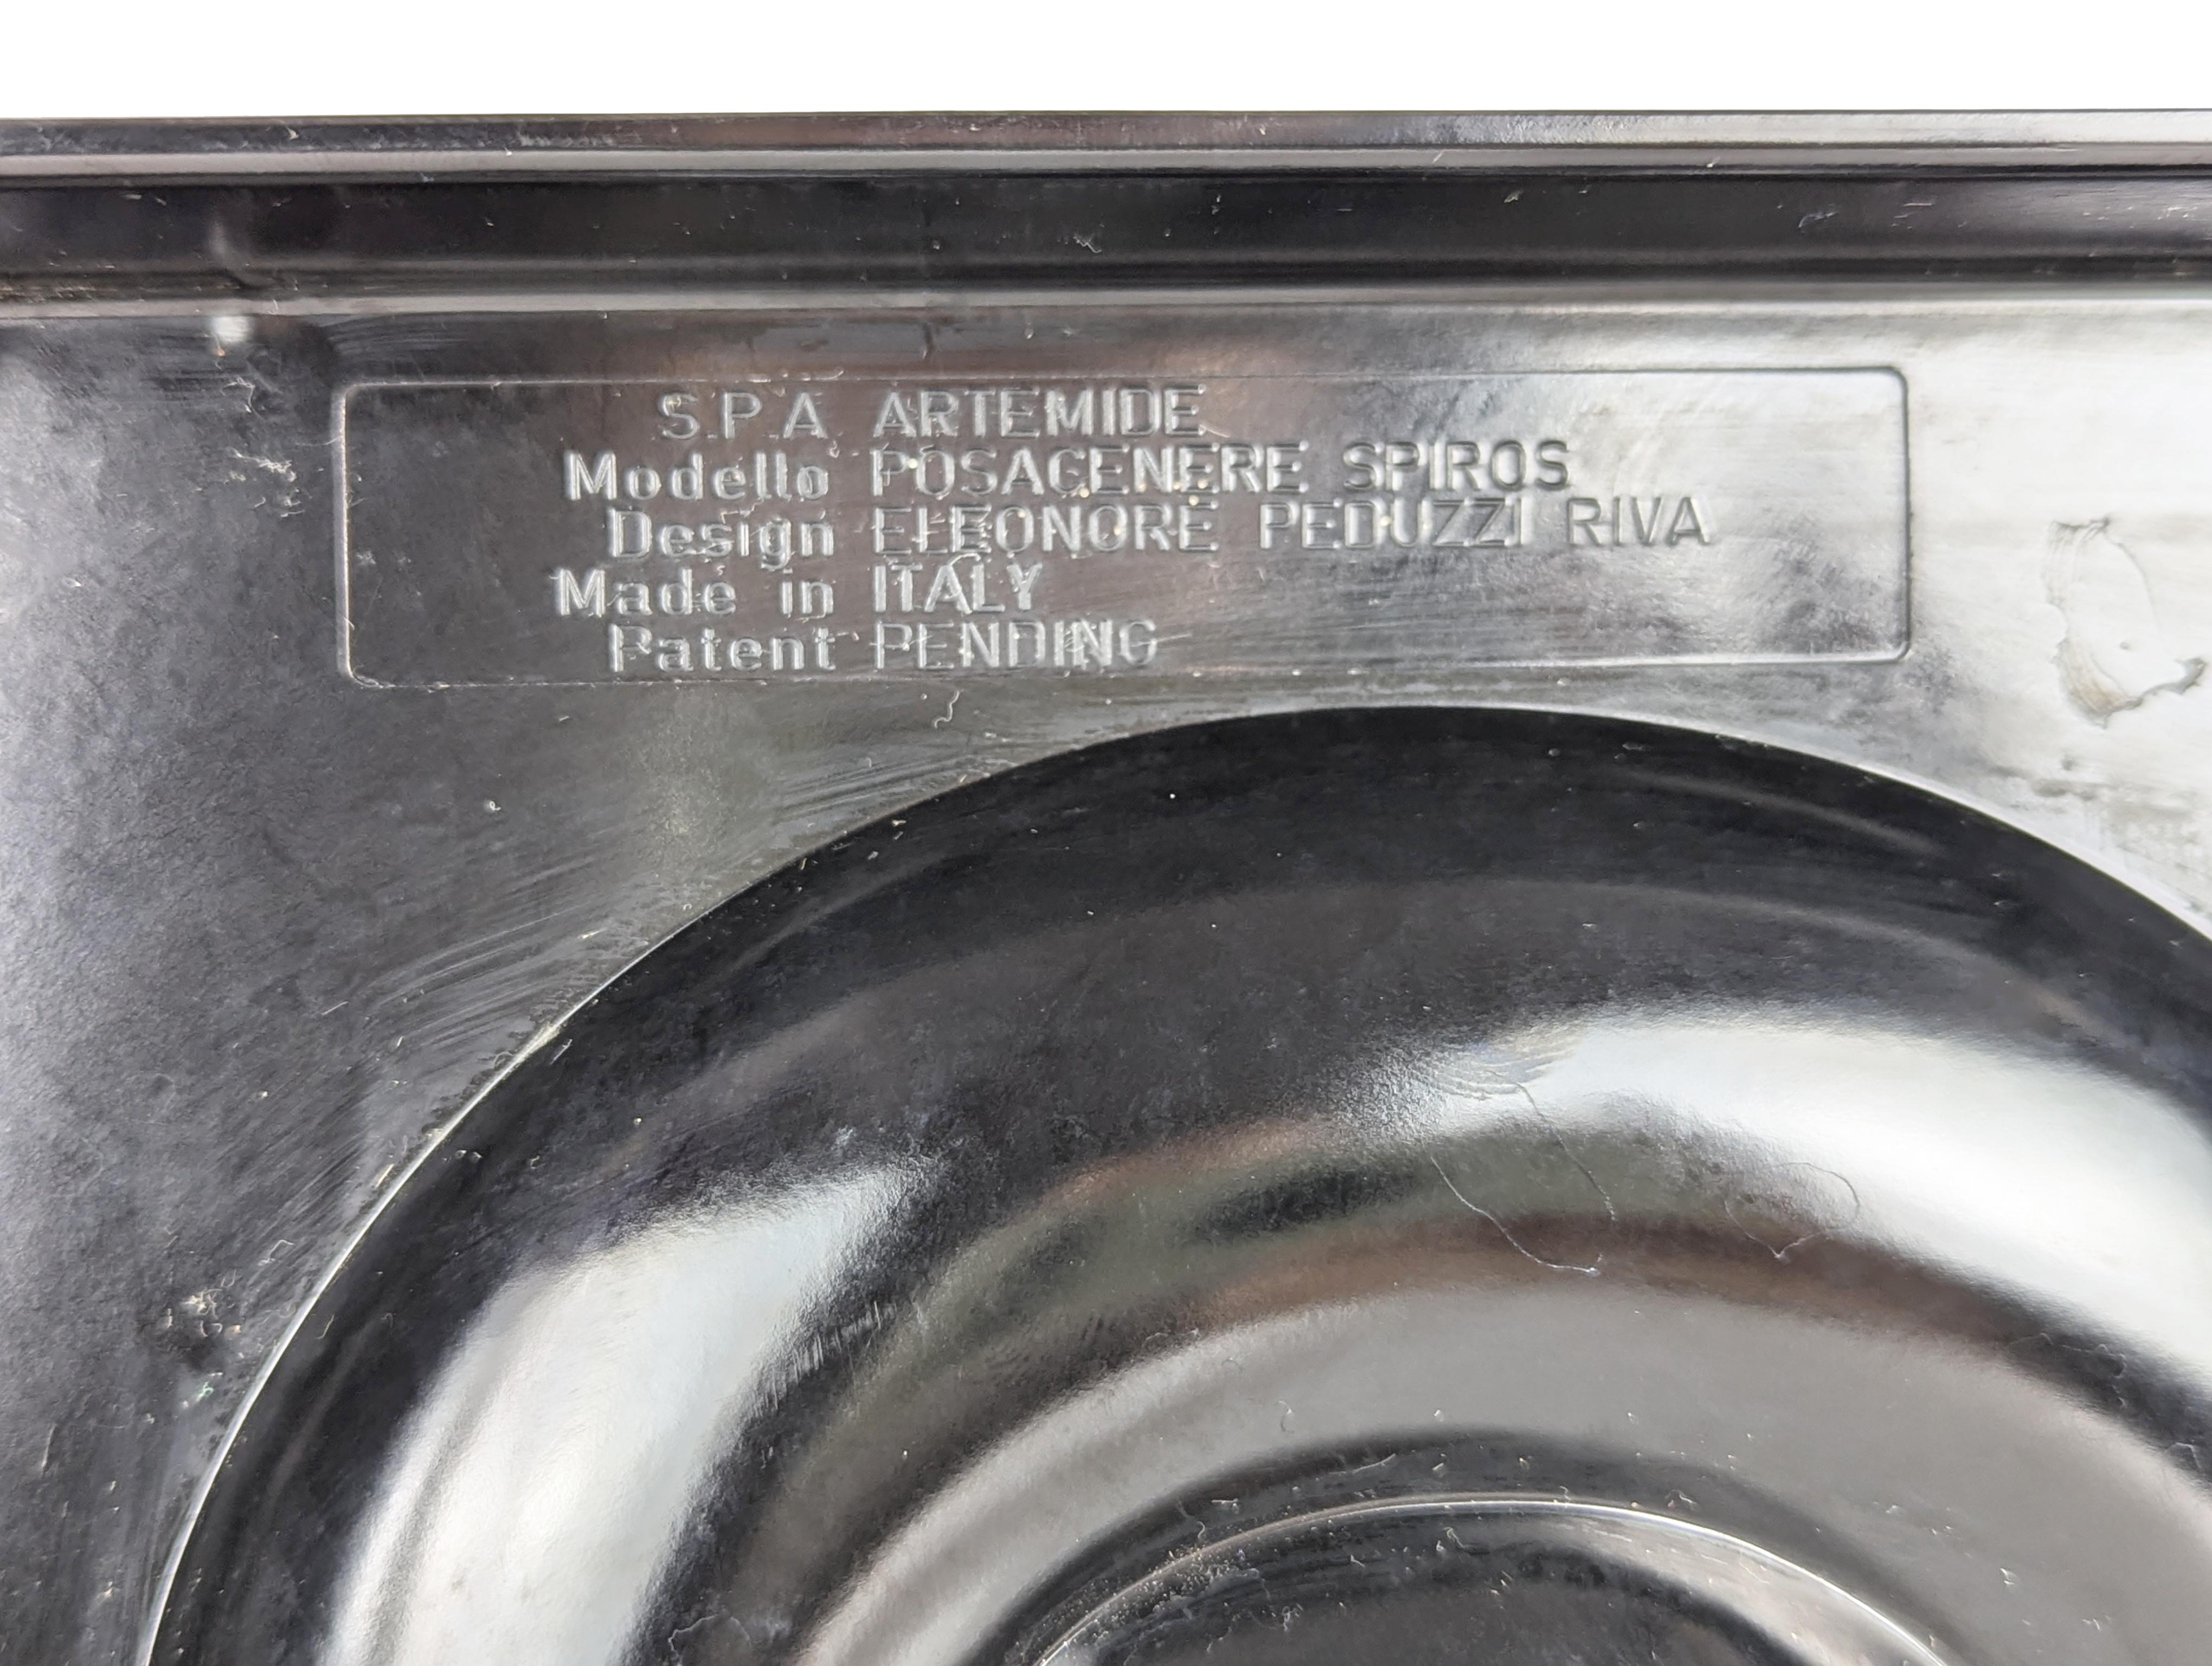 S.P.A ARTEMIDE
Modello POSACENERE SPIROS
Design ELEONORE PEDUZZI RIVA
Made in ITALY
Patent PENDING